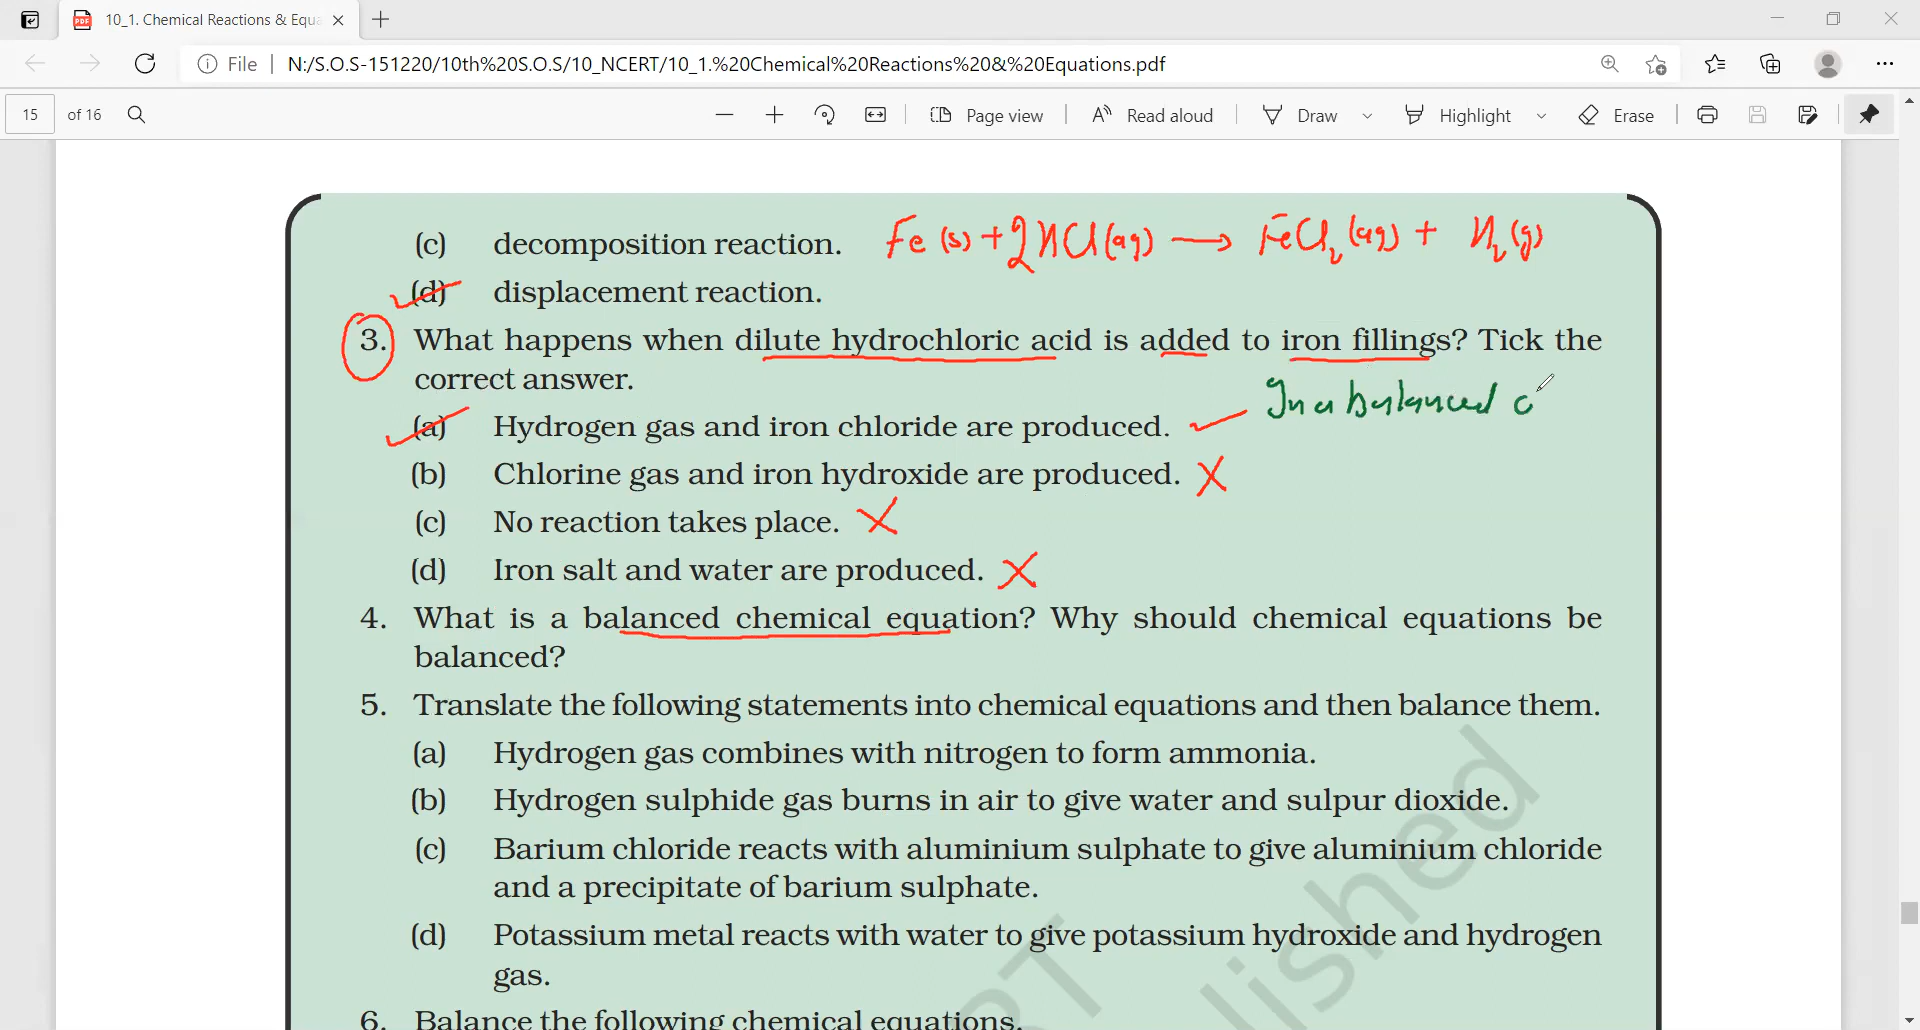 10_1. Chemical Reactions & Equa
File | N:/S.O.S-151220/10th%20S.O.S/10_NCERT/10_1.%20Chemical%20Reactions%20&%20Equations.pdf
15 of 16 Page view Read aloud Draw Highlight Erase
(c) decomposition reaction. Fe (s) + 2HCl (aq) → FeCl₂ (aq) + H₂ (g)
(d) displacement reaction.
3. What happens when dilute hydrochloric acid is added to iron fillings? Tick the
correct answer.
In a balanced c
(a) Hydrogen gas and iron chloride are produced.
(b) Chlorine gas and iron hydroxide are produced.
(c) No reaction takes place.
(d) Iron salt and water are produced.
4. What is a balanced chemical equation? Why should chemical equations be
balanced?
5. Translate the following statements into chemical equations and then balance them.
(a) Hydrogen gas combines with nitrogen to form ammonia.
(b) Hydrogen sulphide gas burns in air to give water and sulpur dioxide.
(c) Barium chloride reacts with aluminium sulphate to give aluminium chloride
and a precipitate of barium sulphate.
(d) Potassium metal reacts with water to give potassium hydroxide and hydrogen
gas.
6. Balance the following chemical equations.